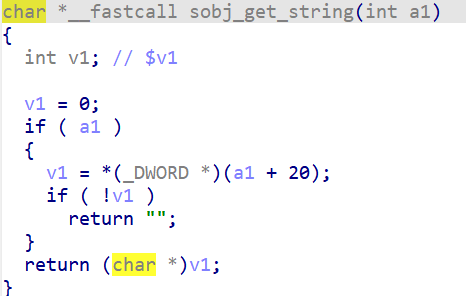 char *__fastcall sobj_get_string(int a1)
{
  int v1; // $v1

  v1 = 0;
  if ( a1 )
  {
    v1 = *(_DWORD *)(a1 + 20);
    if ( !v1 )
      return "";
  }
  return (char *)v1;
}